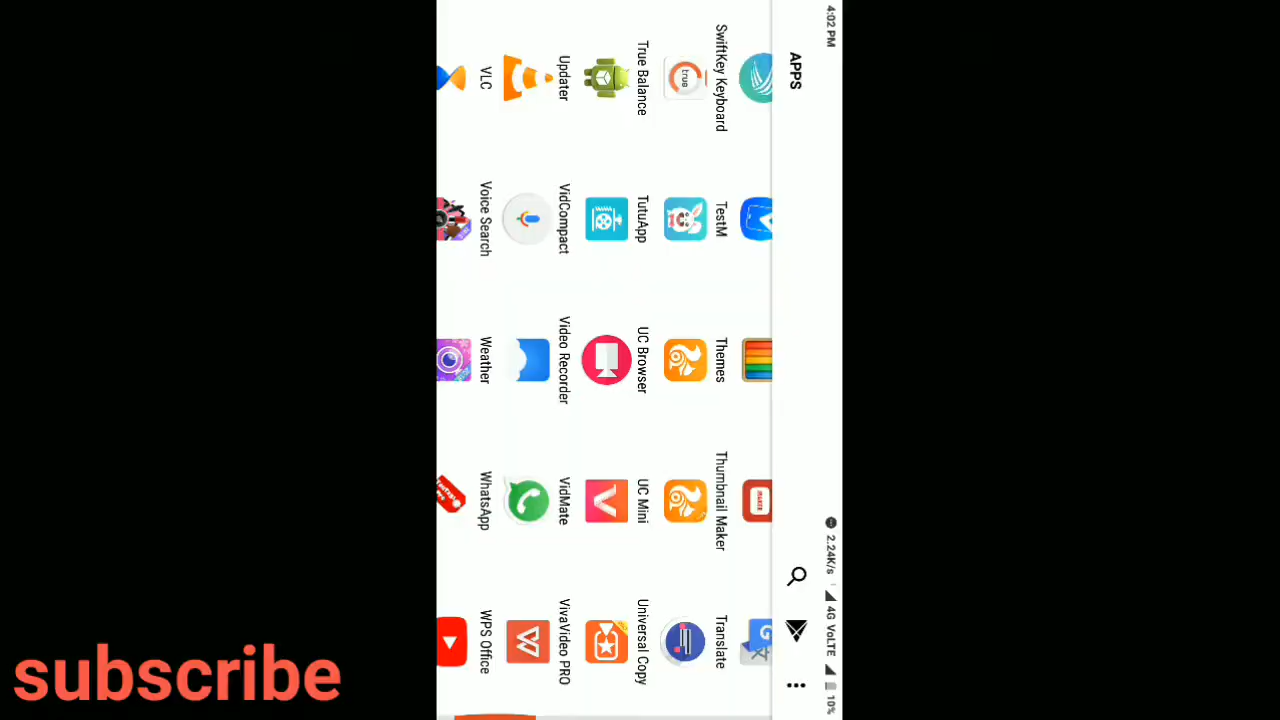 4:02 PM
2.24K/s 4G VoLTE 10%
APPS
SwiftKey Keyboard
TestM
Themes
Thumbnail Maker
Translate
True Balance
TutuApp
UC Browser
UC Mini
Universal Copy
Updater
VidCompact
Video Recorder
VidMate
VivaVideo PRO
VLC
Voice Search
Weather
WhatsApp
WPS Office
true
MAKER
subscribe